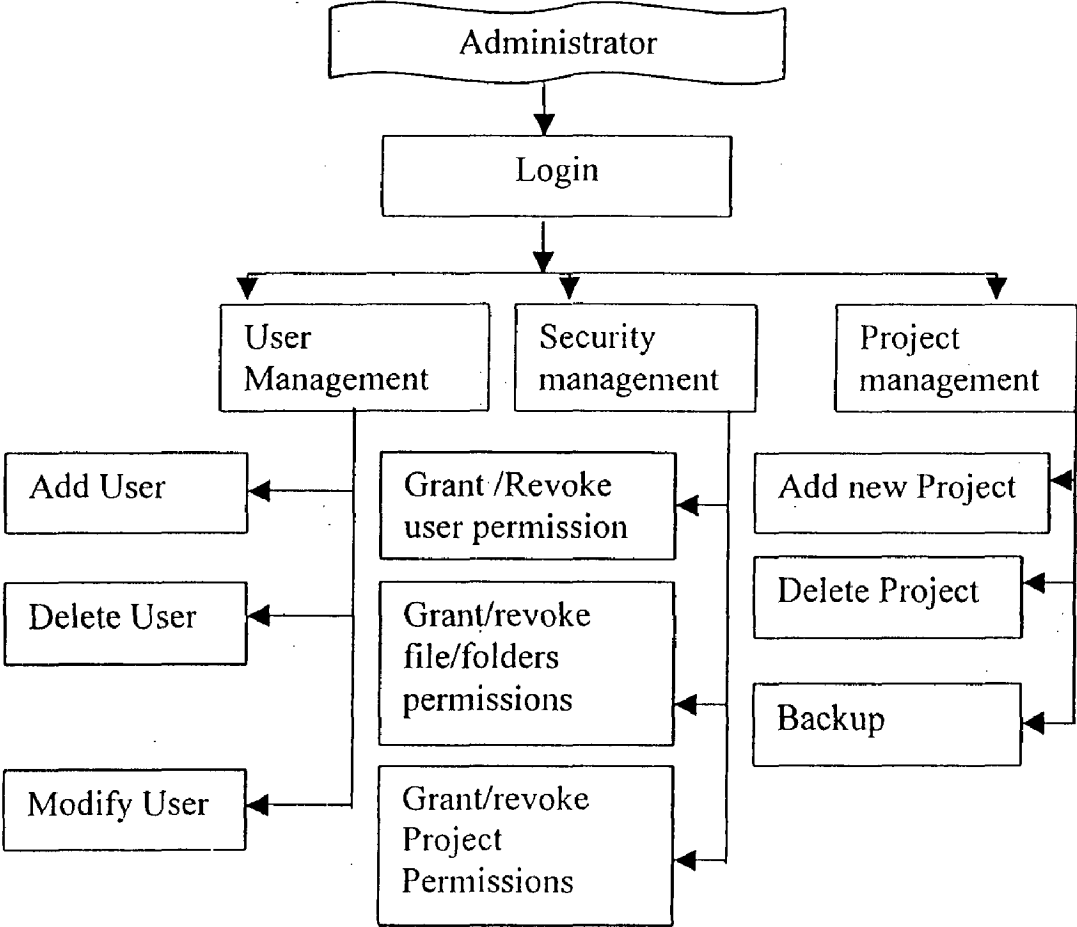 Administrator
Login
User
Management
Security
management
Project
management
Add User
Delete User
Modify User
Grant /Revoke
user permission
Grant/revoke
file/folders
permissions
Grant/revoke
Project
Permissions
Add new Project
Delete Project
Backup